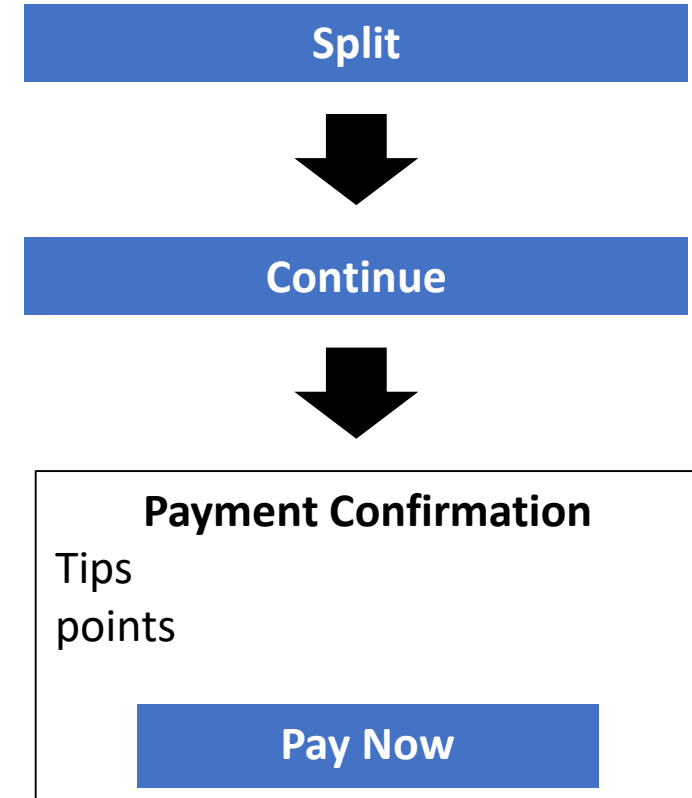 Split
Continue
Payment Confirmation
Tips
points
Pay Now